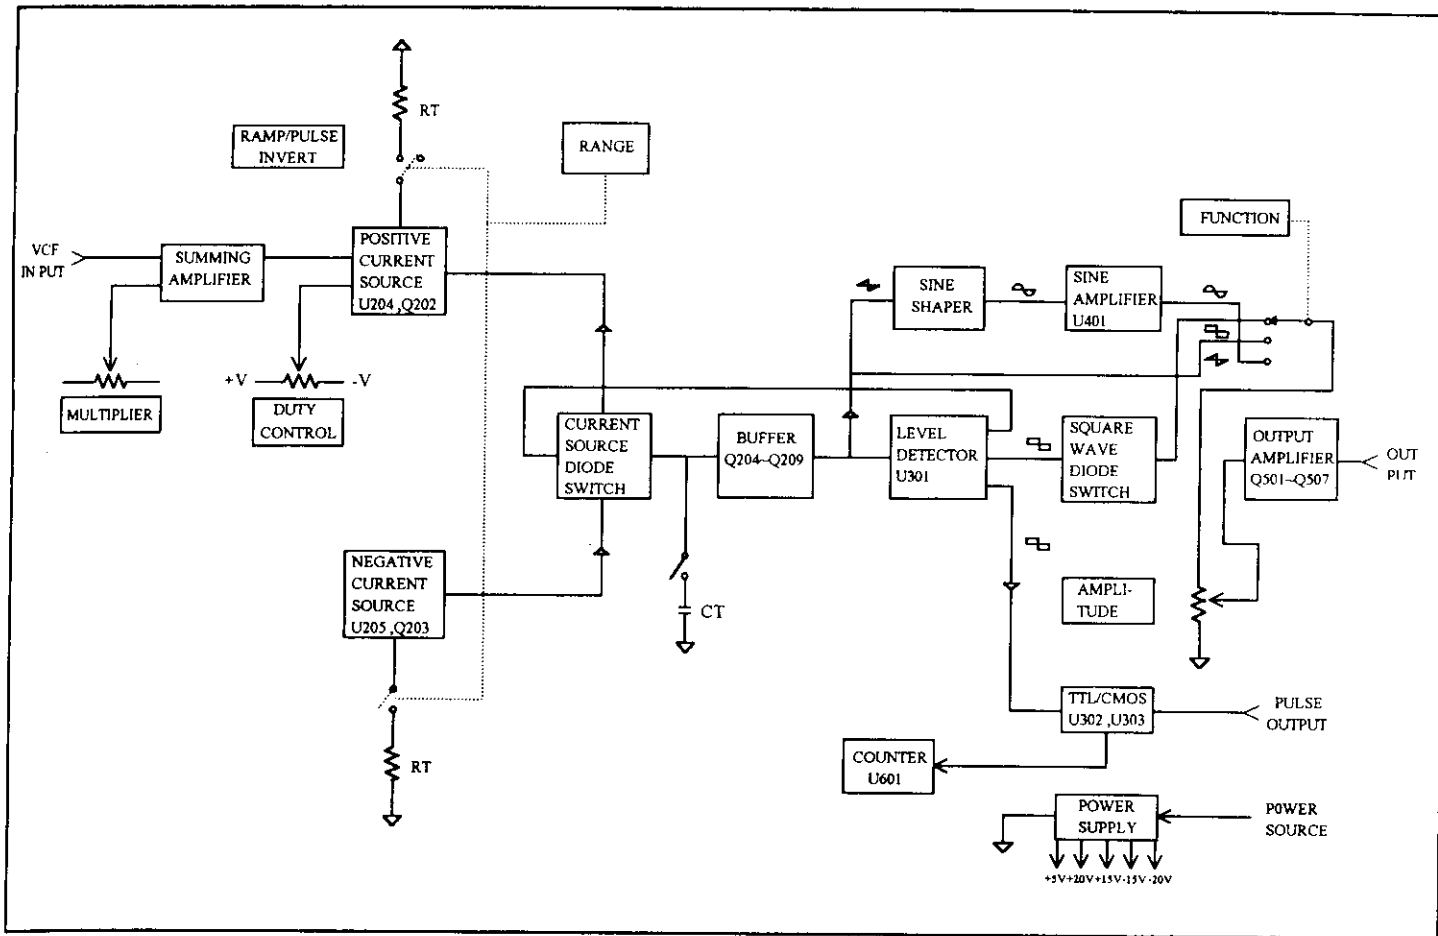 RT
RAMP/PULSE
INVERT
RANGE
FUNCTION
VCF
IN PUT
SUMMING
AMPLIFIER
POSITIVE
CURRENT
SOURCE
U204 ,Q202
SINE
SHAPER
SINE
AMPLIFIER
U401
+V
-V
MULTIPLIER
DUTY
CONTROL
CURRENT
SOURCE
DIODE
SWITCH
BUFFER
Q204~Q209
LEVEL
DETECTOR
U301
SQUARE
WAVE
DIODE
SWITCH
OUTPUT
AMPLIFIER
Q501~Q507
OUT
PUT
NEGATIVE
CURRENT
SOURCE
U205 ,Q203
CT
AMPLI-
TUDE
RT
TTL/CMOS
U302 ,U303
PULSE
OUTPUT
COUNTER
U601
POWER
SUPPLY
POWER
SOURCE
+5V+20V+15V-15V-20V